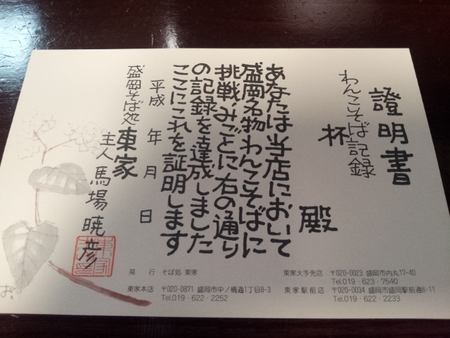 證明書
わんこそば記録
杯
殿
あなたは当店において
盛岡名物わんこそばに
挑戦、みごとに右の通り
の記録を達成しました
ここにこれを証明します
平成 年 月 日
盛岡そば処 東家
主人 馬場暁彦
発行 そば処 東家
東家本店 〒020-0871 盛岡市中ノ橋通1丁目8-3
Tel.019・622・2252
東家大手先店 〒020-0023 盛岡市内丸17-40
Tel.019・623・7540
東家駅前店 〒020-0034 盛岡市盛岡駅前通8-11
Tel.019・622・2233